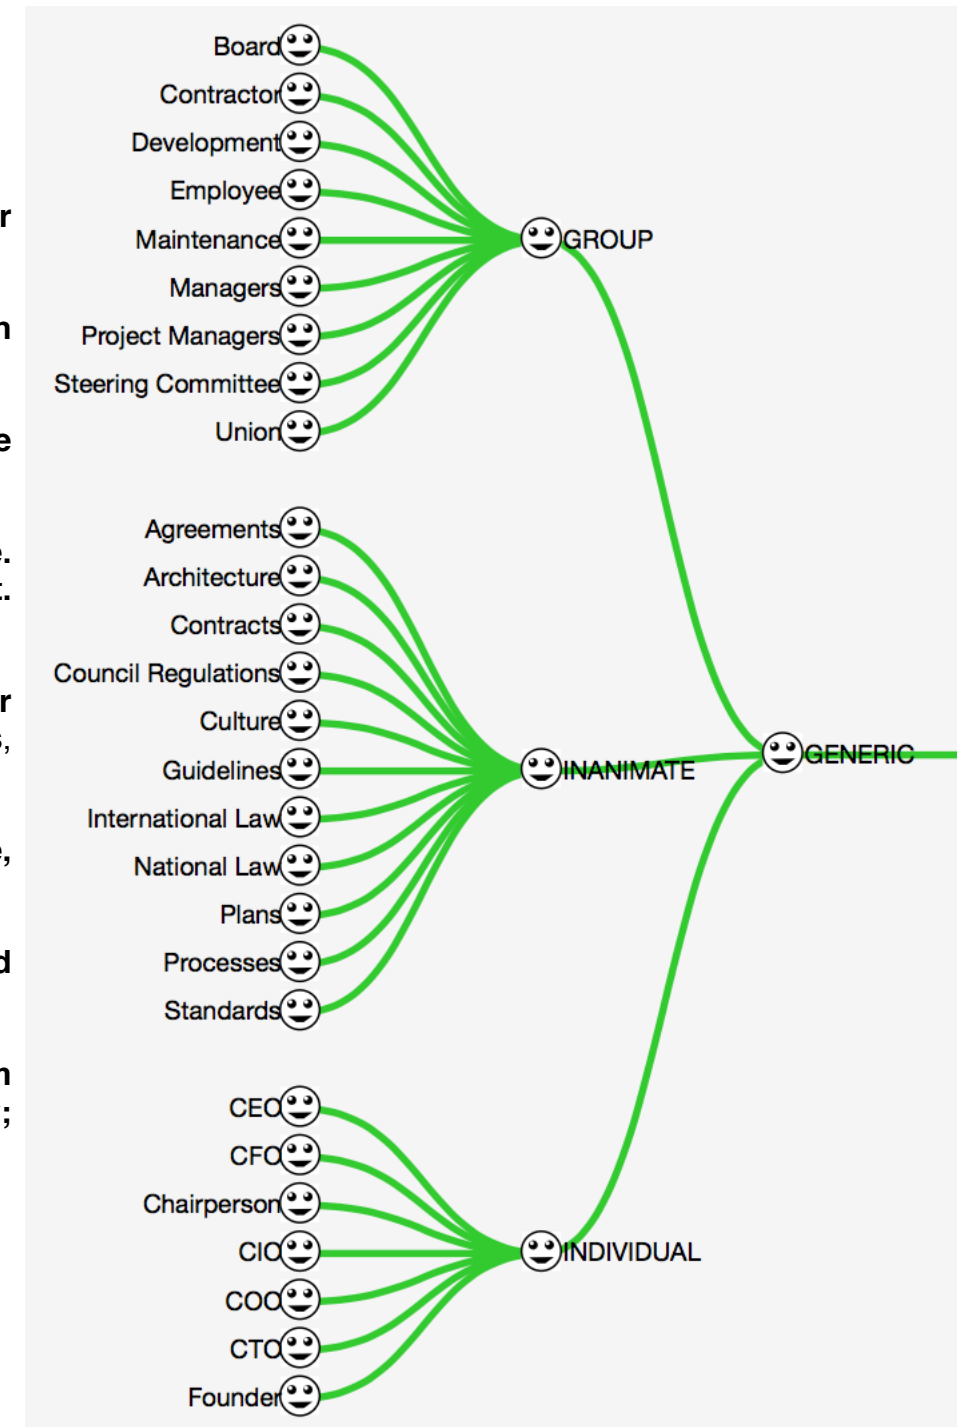 Board
Contractor
Development
Employee
Maintenance
Managers
Project Managers
Steering Committee
Union
GROUP
Agreements
Architecture
Contracts
Council Regulations
Culture
Guidelines
International Law
National Law
Plans
Processes
Standards
INANIMATE
GENERIC
CEO
CFO
Chairperson
CIO
COO
CTO
Founder
INDIVIDUAL